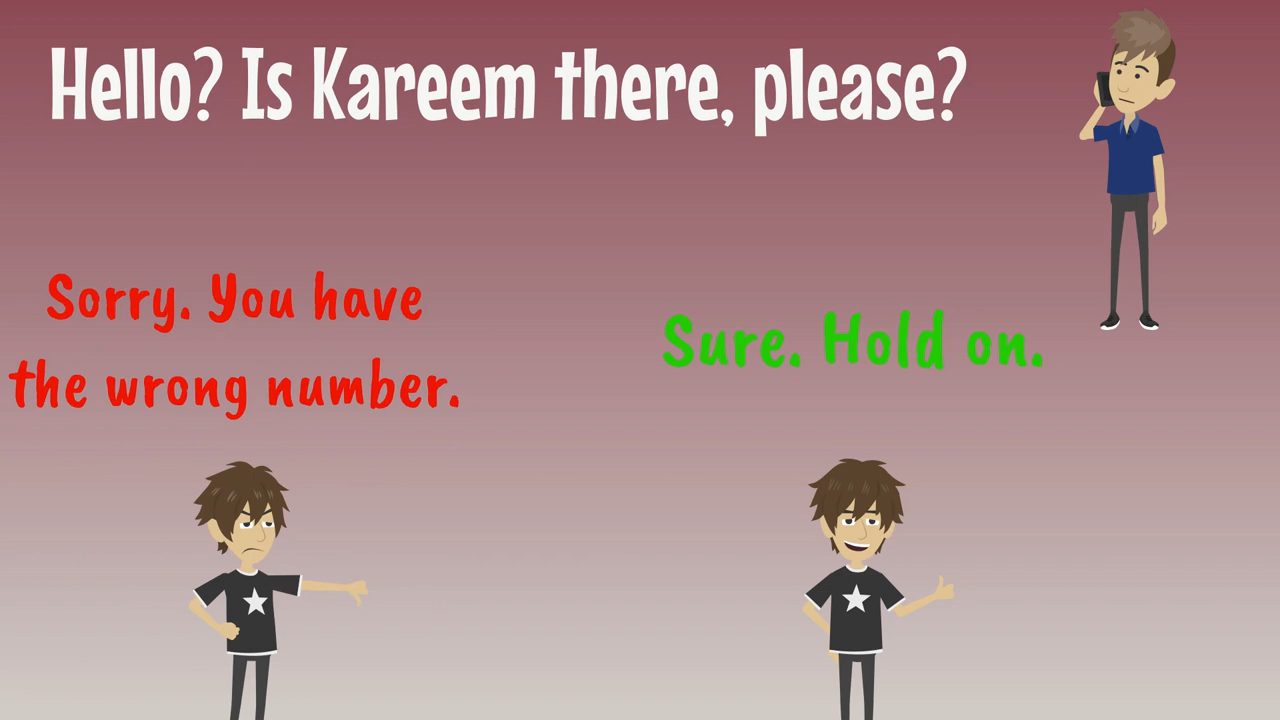 Hello? Is Kareem there, please?
Sorry. You have
the wrong number.
Sure. Hold on.